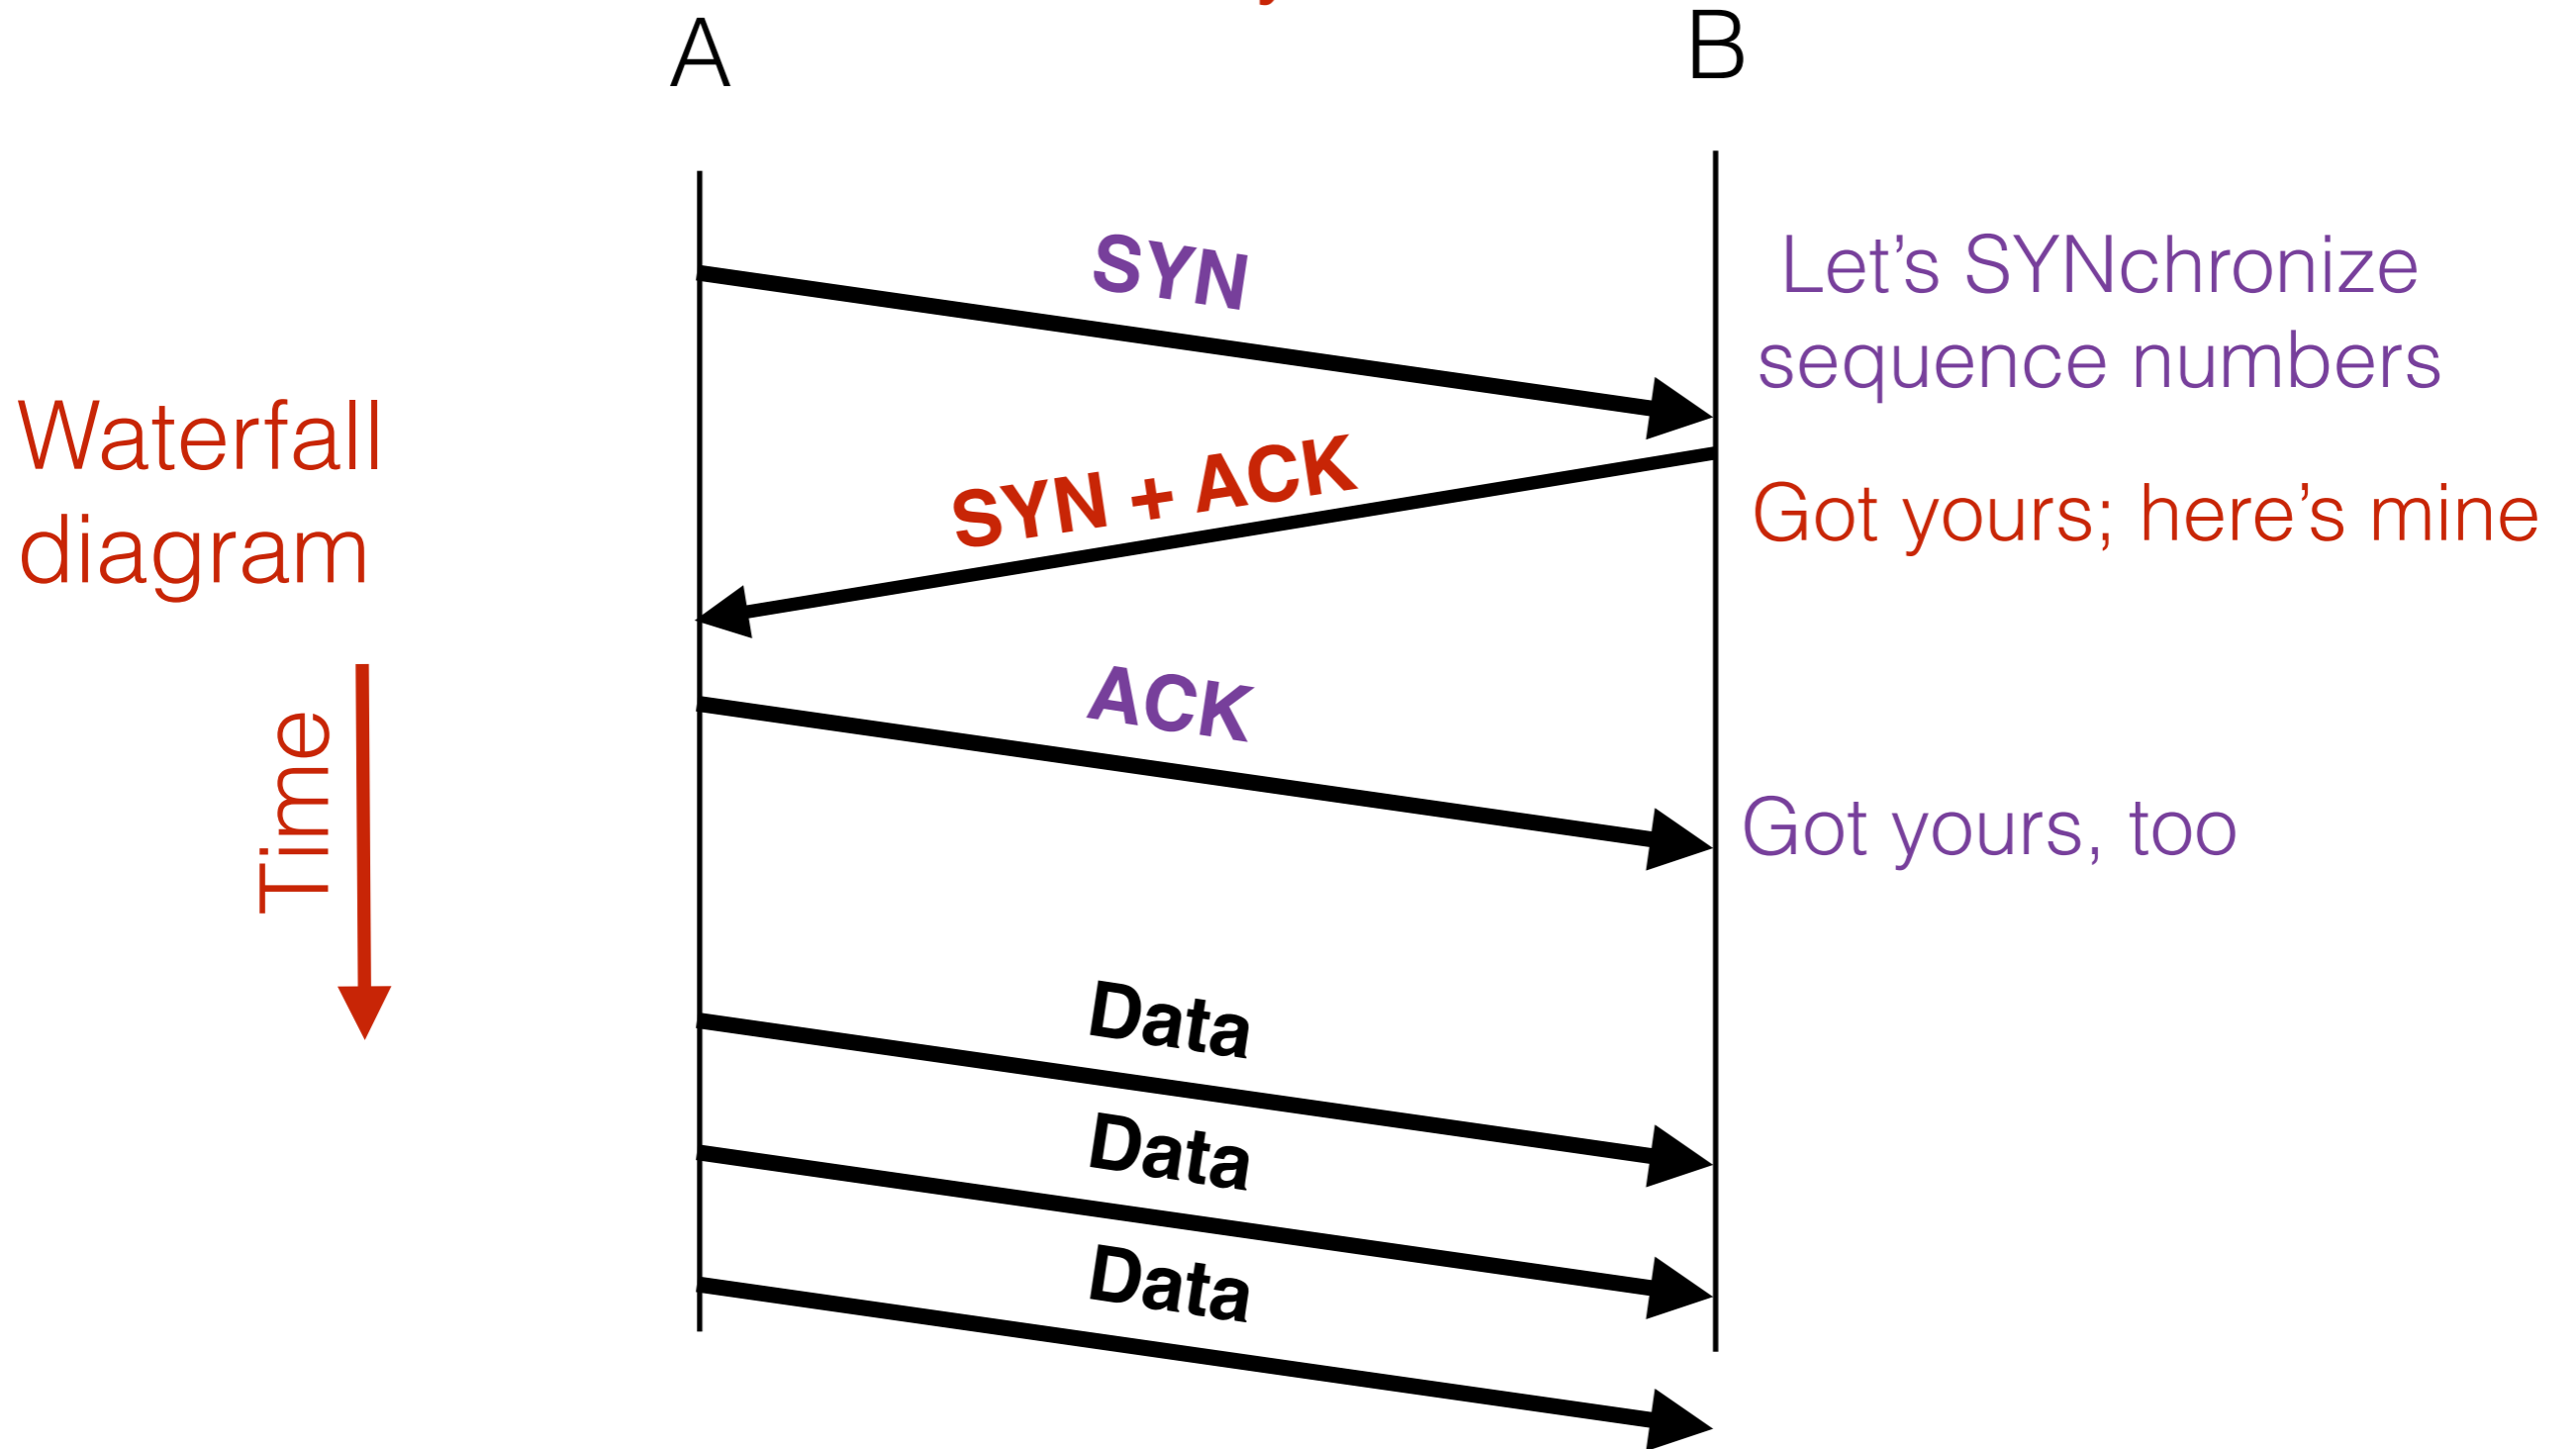 A
B
SYN
Let's SYNchronize
sequence numbers
Waterfall
diagram
SYN + ACK
Got yours; here's mine
Time
ACK
Got yours, too
Data
Data
Data